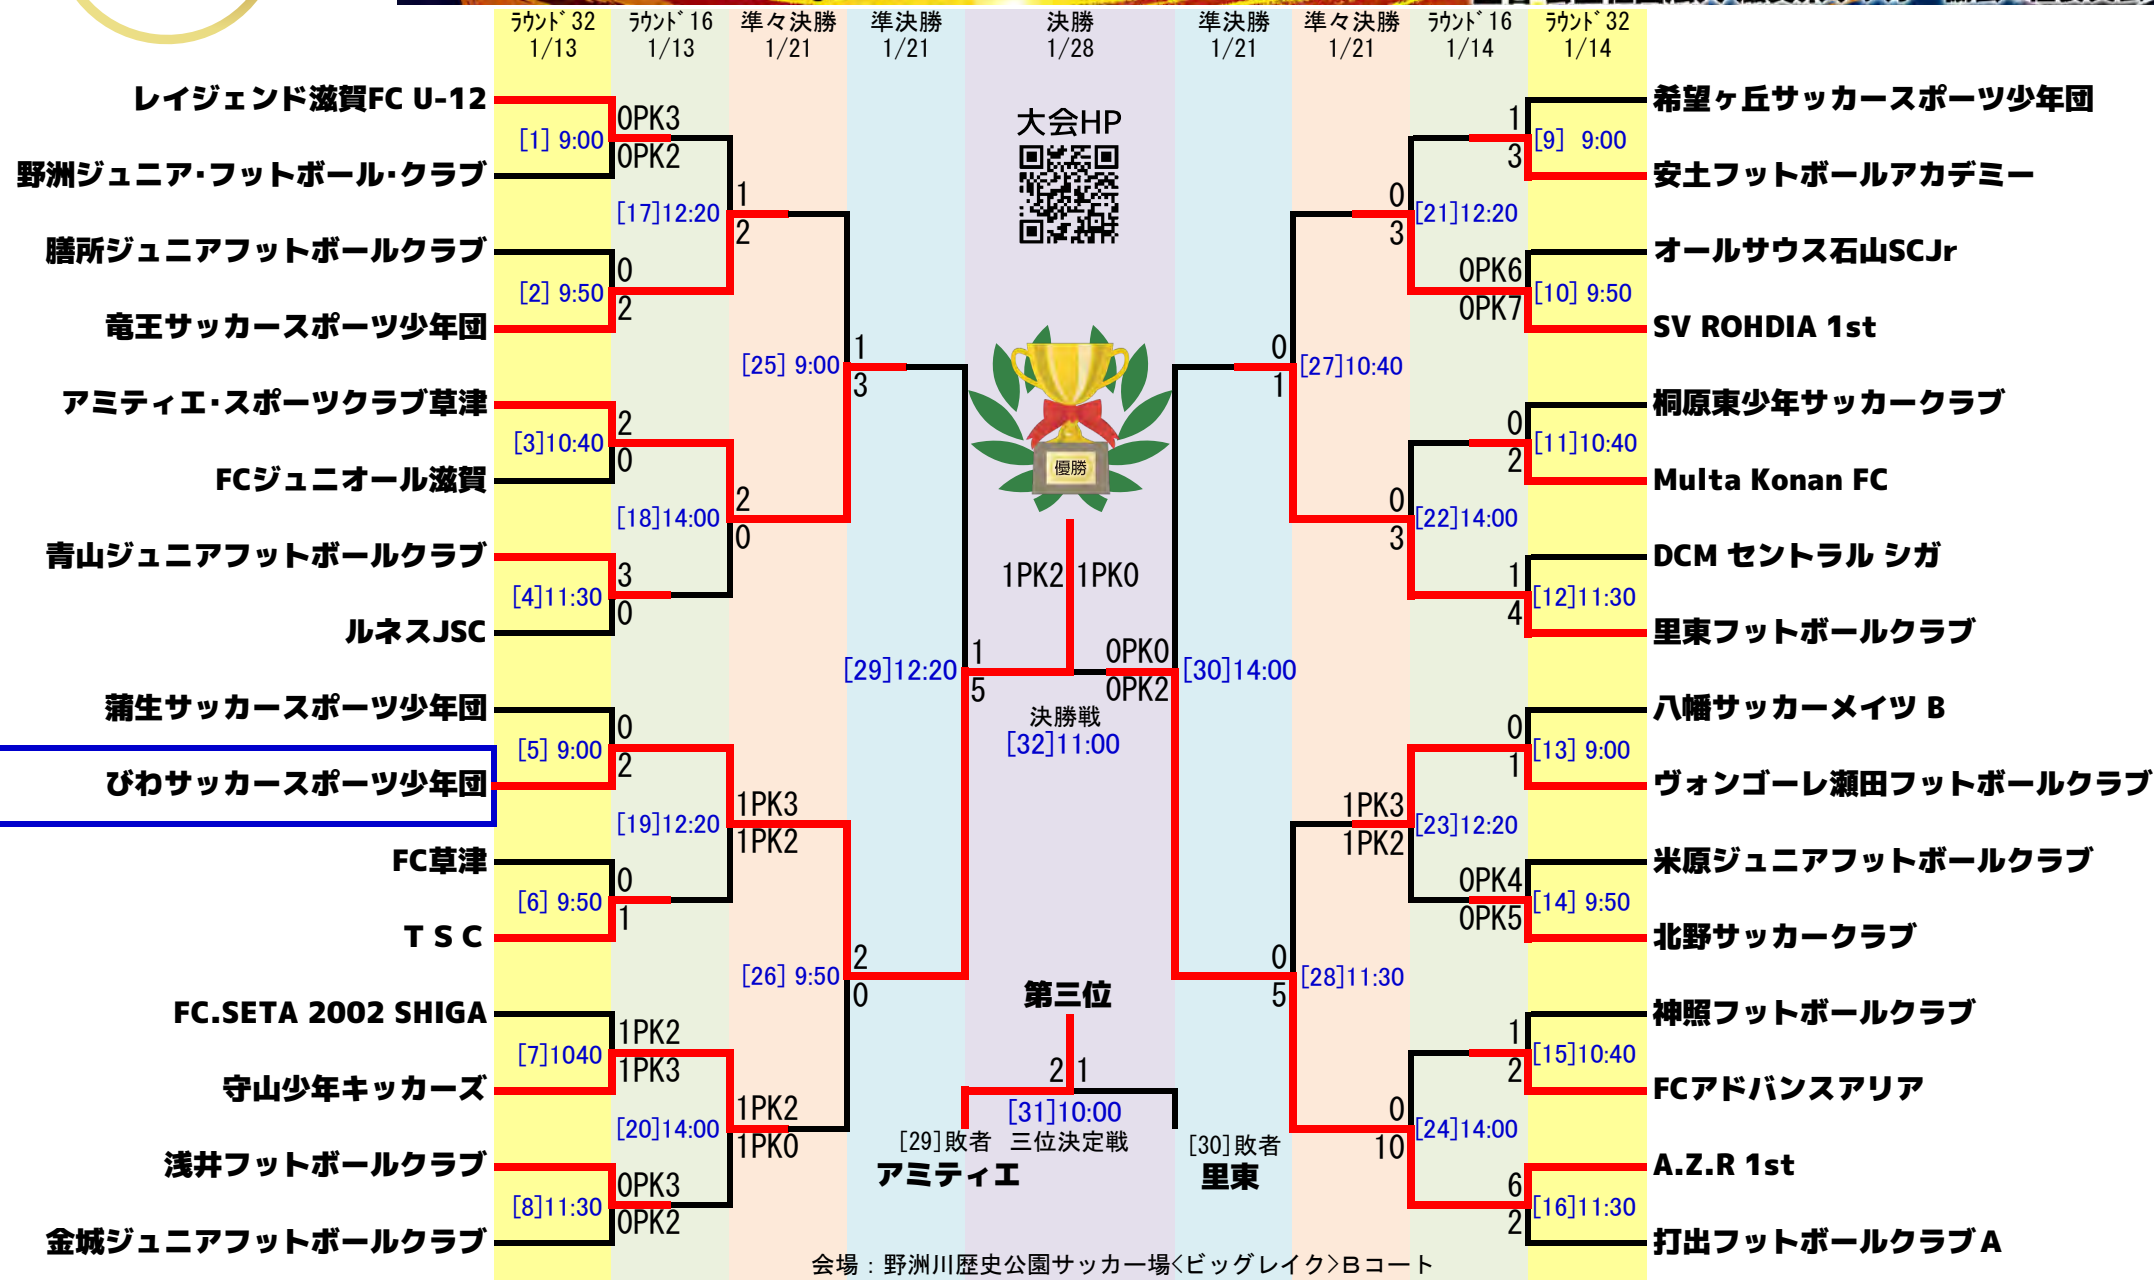 ﾗｳﾝﾄﾞ32 ﾗｳﾝﾄﾞ16 準々決勝 準決勝 決勝 準決勝 準々決勝 ﾗｳﾝﾄﾞ16 ﾗｳﾝﾄﾞ32
1/13 1/13 1/21 1/21 1/28 1/21 1/21 1/14 1/14
レイジェンド滋賀FC U-12
0PK3
[1] 9:00
0PK2
野洲ジュニア・フットボール・クラブ
1
[17]12:20
2
膳所ジュニアフットボールクラブ
0
[2] 9:50
2
竜王サッカースポーツ少年団
1
[25] 9:00
3
アミティエ・スポーツクラブ草津
2
[3]10:40
0
FCジュニオール滋賀
2
[18]14:00
0
青山ジュニアフットボールクラブ
3
[4]11:30
0
ルネスJSC
1
[29]12:20
5
蒲生サッカースポーツ少年団
0
[5] 9:00
2
びわサッカースポーツ少年団
1PK3
[19]12:20
1PK2
FC草津
0
[6] 9:50
1
T S C
2
[26] 9:50
0
FC.SETA 2002 SHIGA
1PK2
[7]1040
1PK3
守山少年キッカーズ
1PK2
[20]14:00
1PK0
浅井フットボールクラブ
0PK3
[8]11:30
0PK2
金城ジュニアフットボールクラブ
大会HP
優勝
1PK2 1PK0
決勝戦
[32]11:00
第三位
2 1
[31]10:00
[29]敗者 三位決定戦 [30]敗者
アミティエ 里東
希望ヶ丘サッカースポーツ少年団
1
[9] 9:00
3
安土フットボールアカデミー
0
[21]12:20
3
オールサウス石山SCJr
0PK6
[10] 9:50
0PK7
SV ROHDIA 1st
0
[27]10:40
1
桐原東少年サッカークラブ
0
[11]10:40
2
Multa Konan FC
0
[22]14:00
3
DCM セントラル シガ
1
[12]11:30
4
里東フットボールクラブ
0PK0
[30]14:00
0PK2
八幡サッカーメイツ B
0
[13] 9:00
1
ヴォンゴーレ瀬田フットボールクラブ
1PK3
[23]12:20
1PK2
米原ジュニアフットボールクラブ
0PK4
[14] 9:50
0PK5
北野サッカークラブ
0
[28]11:30
5
神照フットボールクラブ
1
[15]10:40
2
FCアドバンスアリア
0
[24]14:00
10
A.Z.R 1st
6
[16]11:30
2
打出フットボールクラブA
会場：野洲川歴史公園サッカー場<ビッグレイク>Bコート